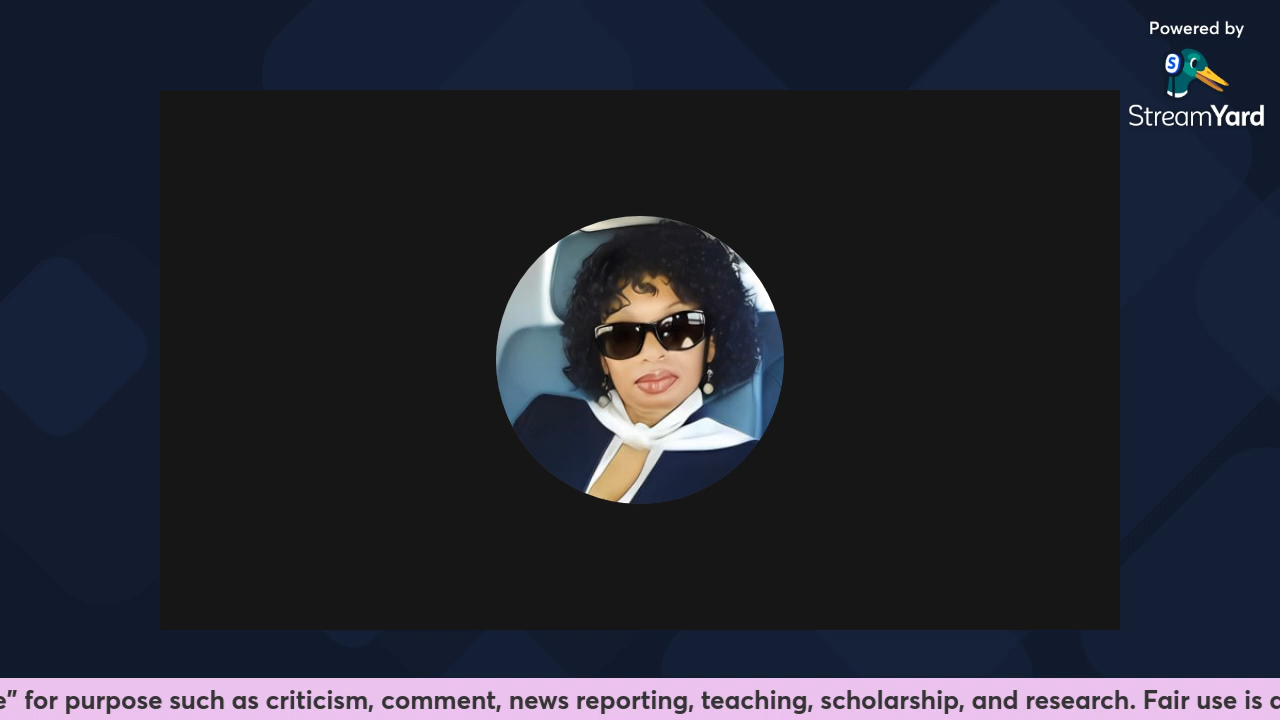 Powered by
S
StreamYard
e” for purpose such as criticism, comment, news reporting, teaching, scholarship, and research. Fair use is